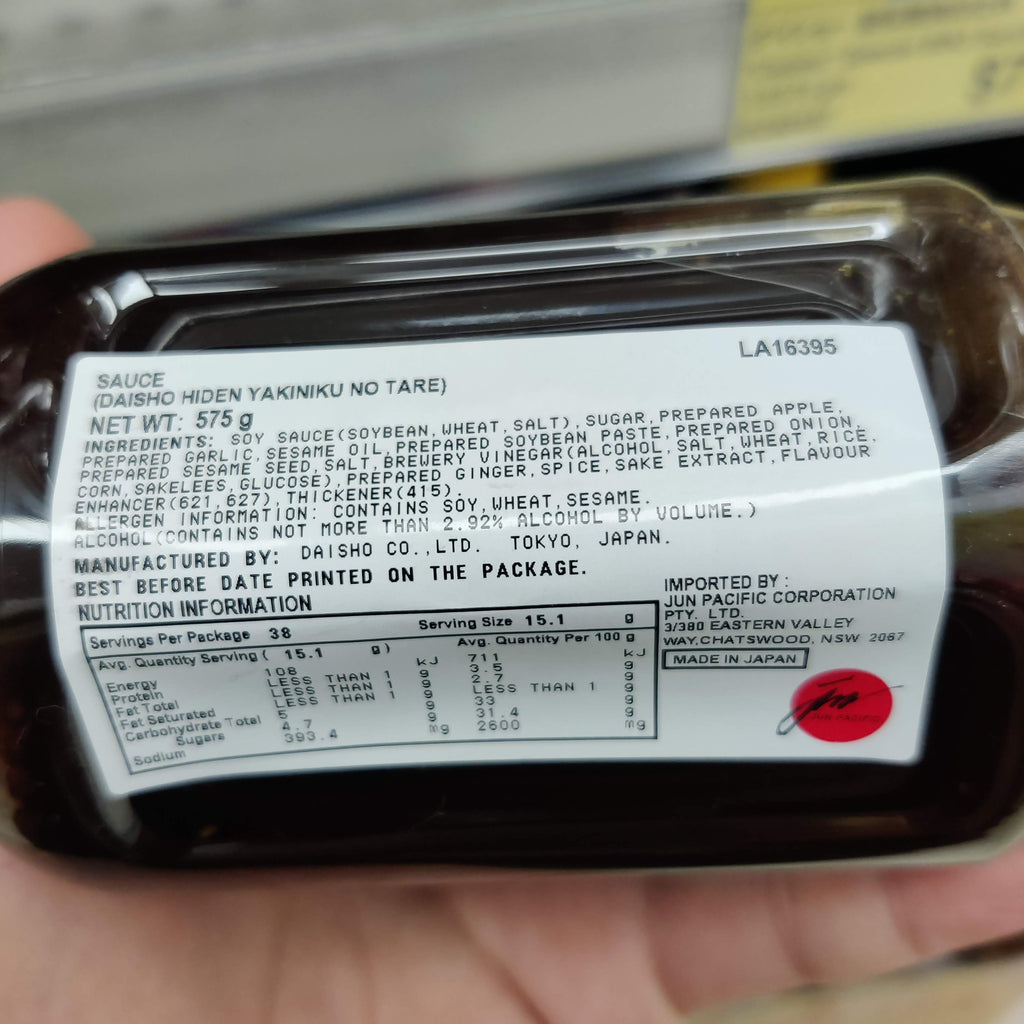 LA16395
SAUCE
(DAISHO HIDEN YAKINIKU NO TARE)
NET WT: 575 g
INGREDIENTS: SOY SAUCE(SOYBEAN, WHEAT, SALT), SUGAR, PREPARED APPLE,
PREPARED GARLIC, SESAME OIL, PREPARED SOYBEAN PASTE, PREPARED ONION,
PREPARED SESAME SEED, SALT, BREWERY VINEGAR(ALCOHOL, SALT, WHEAT, RICE,
CORN, SAKELEES, GLUCOSE), PREPARED GINGER, SPICE, SAKE EXTRACT, FLAVOUR
ENHANCER(621, 627), THICKENER(415).
ALLERGEN INFORMATION: CONTAINS SOY, WHEAT, SESAME.
ALCOHOL(CONTAINS NOT MORE THAN 2.92% ALCOHOL BY VOLUME.)
MANUFACTURED BY: DAISHO CO.,LTD. TOKYO, JAPAN.
BEST BEFORE DATE PRINTED ON THE PACKAGE.
NUTRITION INFORMATION
Servings Per Package 38 Serving Size 15.1 g
Avg. Quantity Serving ( 15.1 g) Avg. Quantity Per 100 g
Energy 108 kJ 711 kJ
Protein LESS THAN 1 g 3.5 g
Fat Total LESS THAN 1 g 2.7 g
Fat Saturated LESS THAN 1 g LESS THAN 1 g
Carbohydrate Total 5 g 33 g
Sugars 4.7 g 31.4 g
Sodium 393.4 mg 2600 mg
IMPORTED BY :
JUN PACIFIC CORPORATION
PTY. LTD.
3/380 EASTERN VALLEY
WAY,CHATSWOOD, NSW 2067
MADE IN JAPAN
Jun
JUN PACIFIC